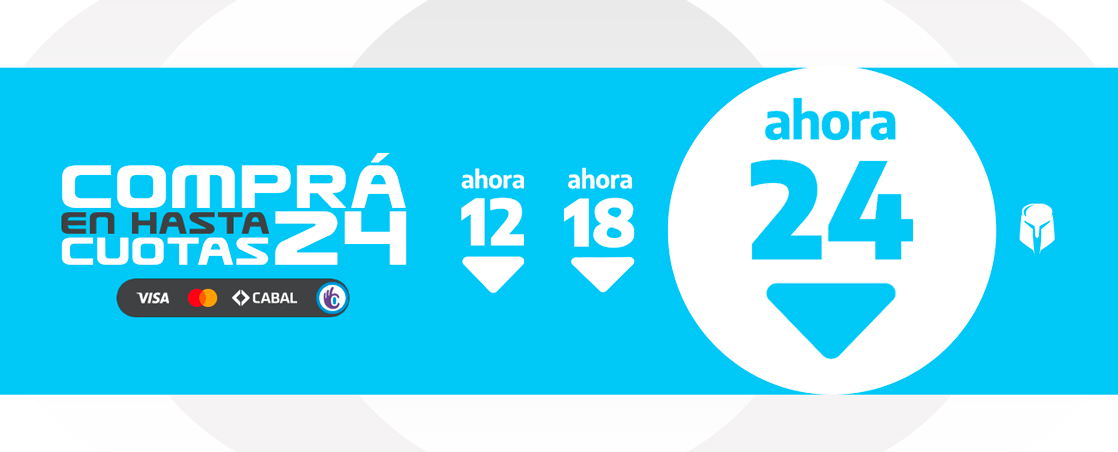 COMPRÁ
EN HASTA 24
CUOTAS
VISA CABAL C
ahora
12
ahora
18
ahora
24